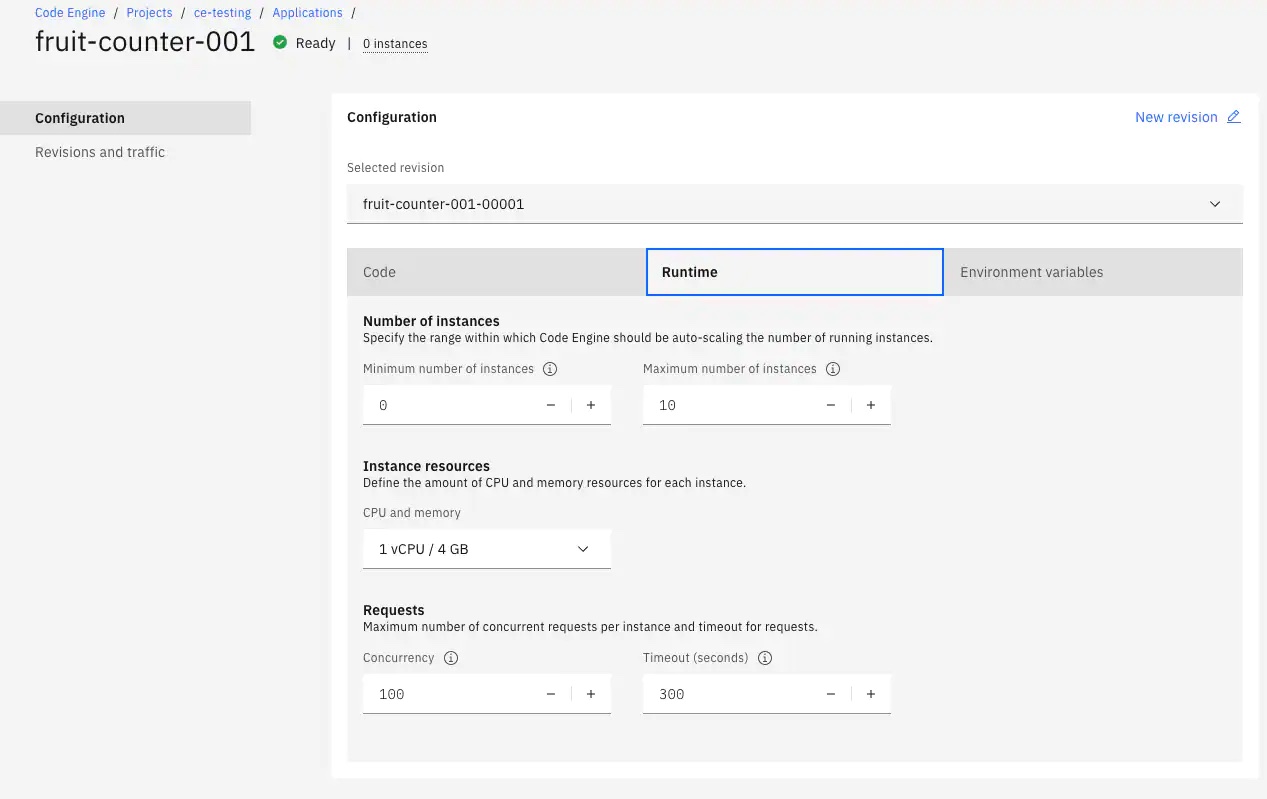 Code Engine / Projects / ce-testing / Applications /
fruit-counter-001 Ready | 0 instances
Configuration
Revisions and traffic
Configuration New revision
Selected revision
fruit-counter-001-00001
Code Runtime Environment variables
Number of instances
Specify the range within which Code Engine should be auto-scaling the number of running instances.
Minimum number of instances Maximum number of instances
0 − + 10 − +
Instance resources
Define the amount of CPU and memory resources for each instance.
CPU and memory
1 vCPU / 4 GB
Requests
Maximum number of concurrent requests per instance and timeout for requests.
Concurrency Timeout (seconds)
100 − + 300 − +